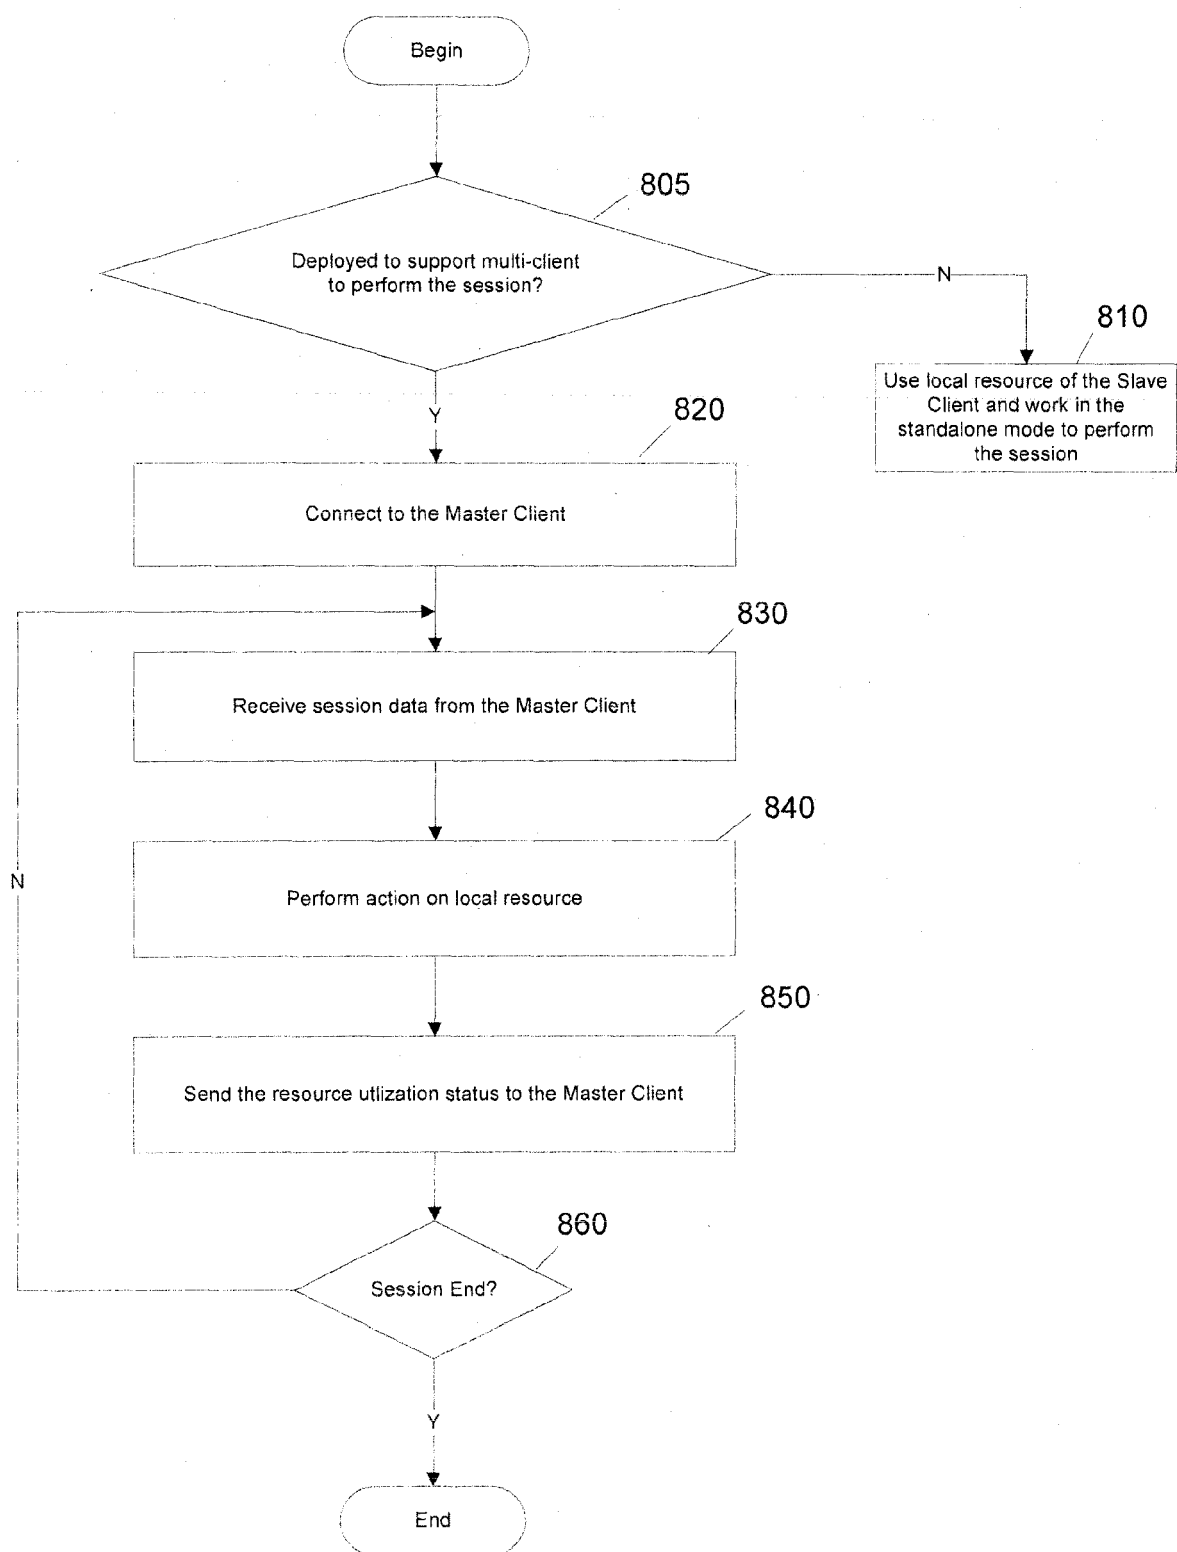 Begin
805
Deployed to support multi-client
to perform the session?
N
810
Use local resource of the Slave
Client and work in the
standalone mode to perform
the session
Y
820
Connect to the Master Client
830
Receive session data from the Master Client
840
N
Perform action on local resource
850
Send the resource utlization status to the Master Client
860
Session End?
Y
End